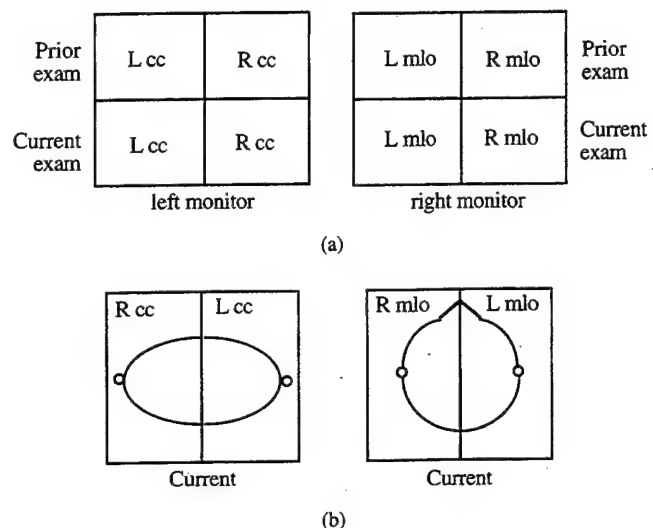 Prior exam L cc R cc L mlo R mlo Prior exam
Current exam L cc R cc L mlo R mlo Current exam
left monitor right monitor
(a)
R cc L cc R mlo L mlo
Current Current
(b)